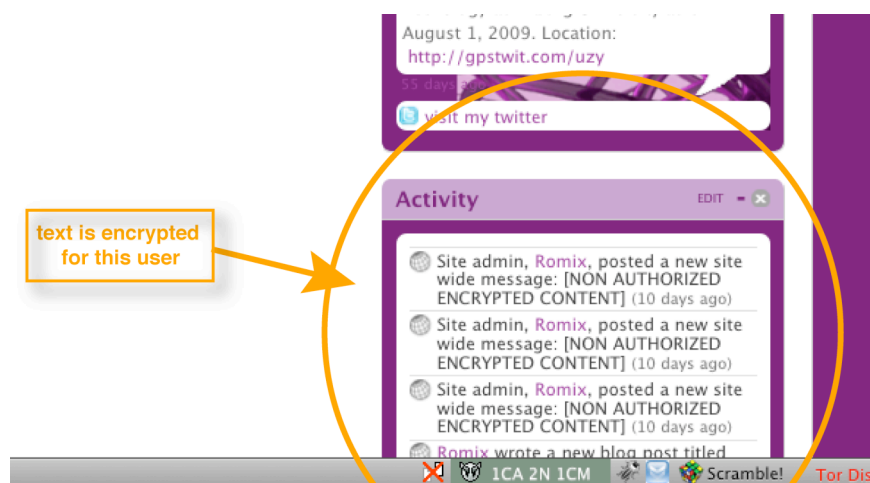 August 1, 2009. Location:
http://gpstwit.com/uzy
55 days ago
visit my twitter
Activity EDIT
text is encrypted
for this user
Site admin, Romix, posted a new site
wide message: [NON AUTHORIZED
ENCRYPTED CONTENT] (10 days ago)
Site admin, Romix, posted a new site
wide message: [NON AUTHORIZED
ENCRYPTED CONTENT] (10 days ago)
Site admin, Romix, posted a new site
wide message: [NON AUTHORIZED
ENCRYPTED CONTENT] (10 days ago)
Romix wrote a new blog post titled
1CA 2N 1CM Scramble! Tor Dis